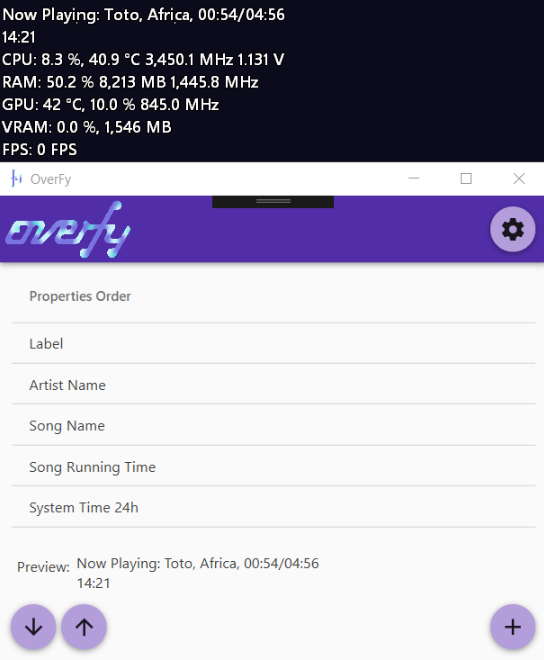 Now Playing: Toto, Africa, 00:54/04:56
14:21
CPU: 8.3 %, 40.9 °C 3,450.1 MHz 1.131 V
RAM: 50.2 % 8,213 MB 1,445.8 MHz
GPU: 42 °C, 10.0 % 845.0 MHz
VRAM: 0.0 %, 1,546 MB
FPS: 0 FPS
OverFy
overfy
Properties Order
Label
Artist Name
Song Name
Song Running Time
System Time 24h
Preview: Now Playing: Toto, Africa, 00:54/04:56
14:21